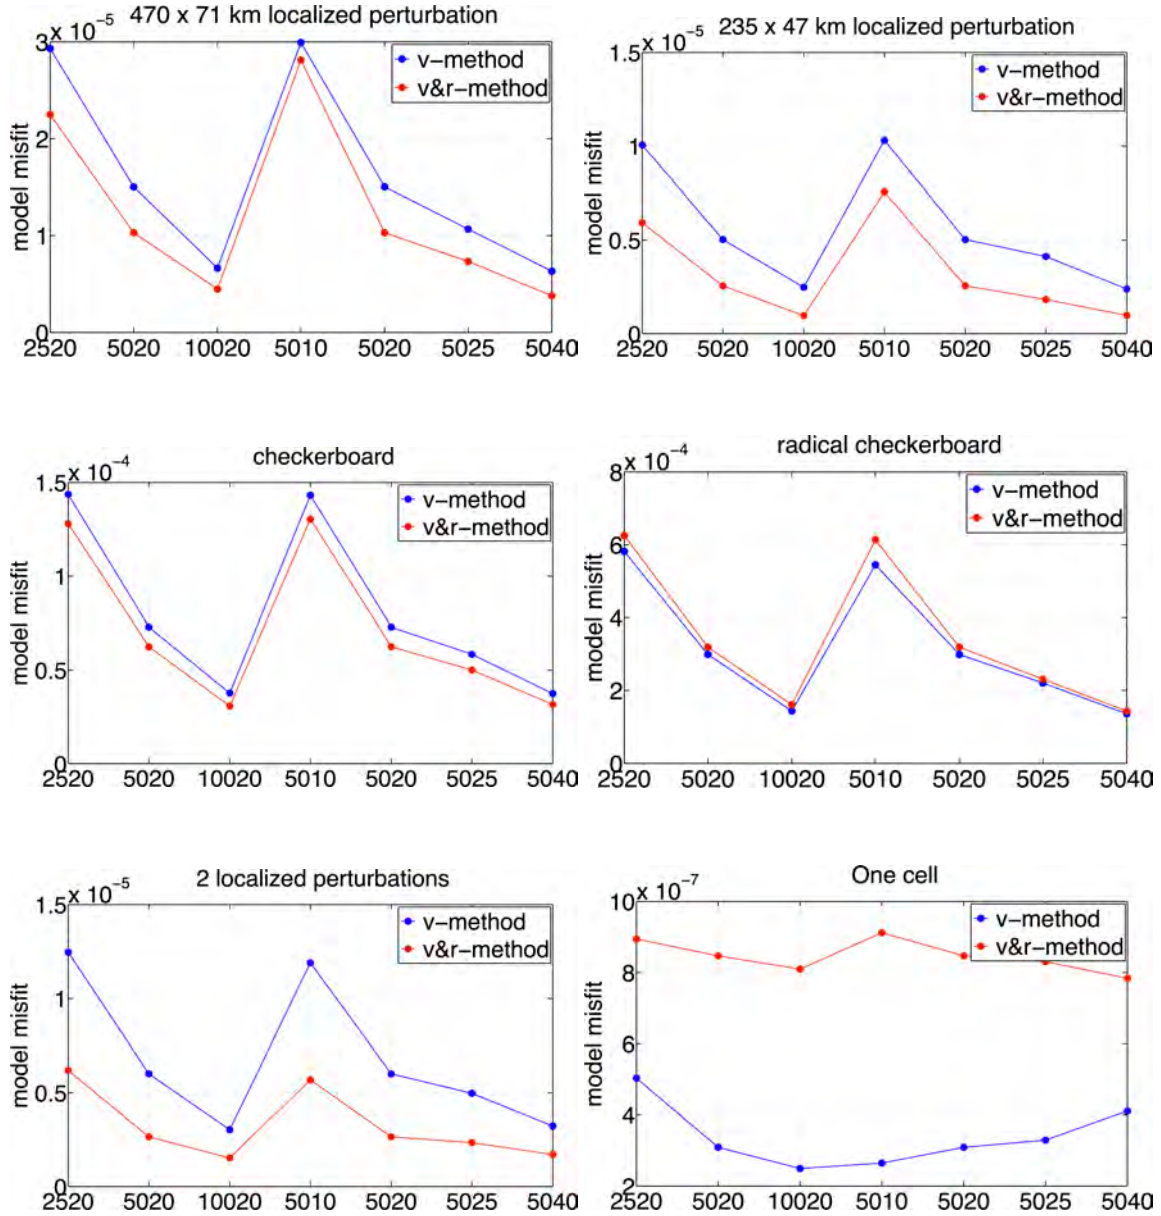 470 x 71 km localized perturbation
x 10⁻⁵
3
2
1
0
model misfit
v-method
v&r-method
2520 5020 10020 5010 5020 5025 5040
235 x 47 km localized perturbation
x 10⁻⁵
1.5
1
0.5
0
model misfit
v-method
v&r-method
2520 5020 10020 5010 5020 5025 5040
checkerboard
x 10⁻⁴
1.5
1
0.5
0
model misfit
v-method
v&r-method
2520 5020 10020 5010 5020 5025 5040
radical checkerboard
x 10⁻⁴
8
6
4
2
0
model misfit
v-method
v&r-method
2520 5020 10020 5010 5020 5025 5040
2 localized perturbations
x 10⁻⁵
1.5
1
0.5
0
model misfit
v-method
v&r-method
2520 5020 10020 5010 5020 5025 5040
One cell
x 10⁻⁷
10
8
6
4
2
model misfit
v-method
v&r-method
2520 5020 10020 5010 5020 5025 5040